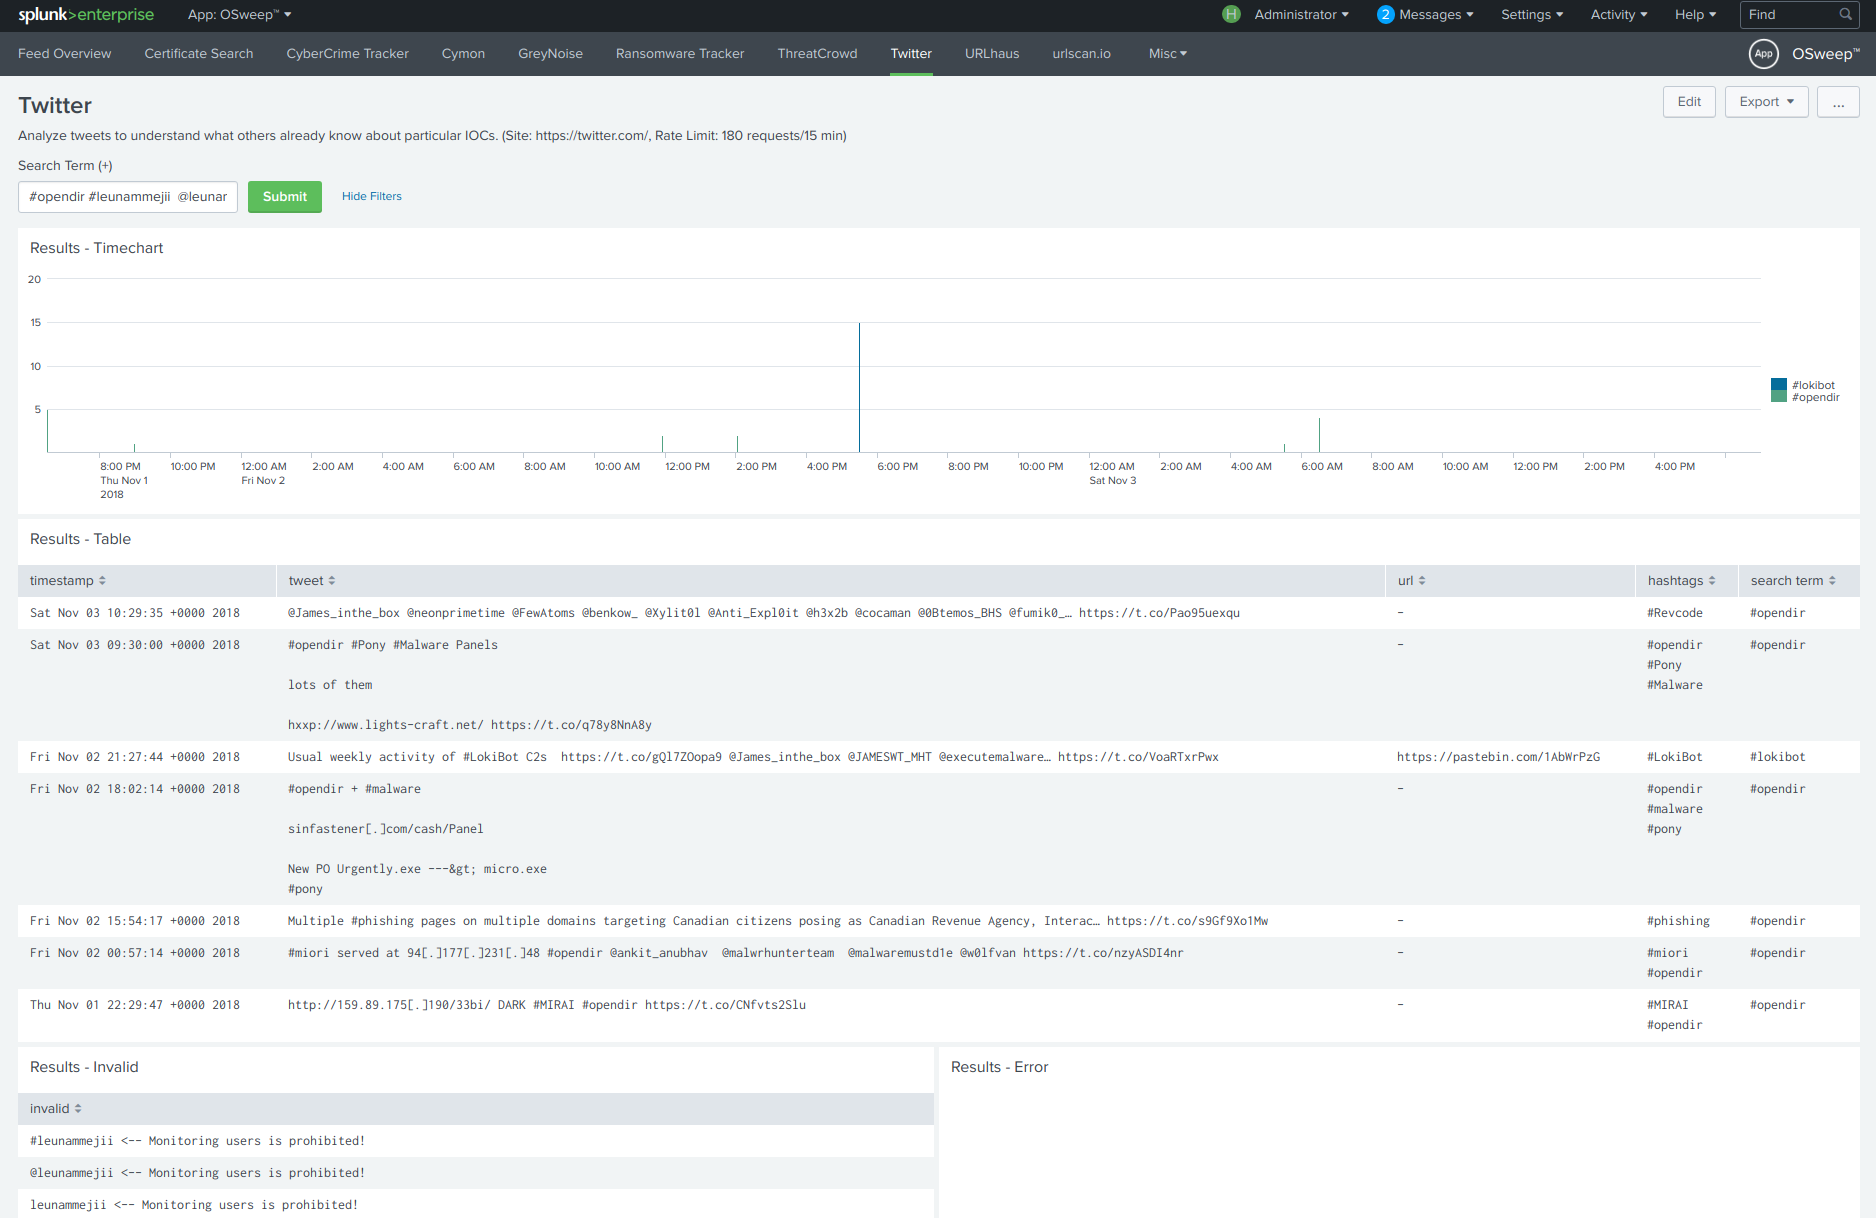 splunk>enterprise App: OSweep™ H Administrator 2 Messages Settings Activity Help Find
Feed Overview Certificate Search CyberCrime Tracker Cymon GreyNoise Ransomware Tracker ThreatCrowd Twitter URLhaus urlscan.io Misc App OSweep™
Twitter Edit Export ...
Analyze tweets to understand what others already know about particular IOCs. (Site: https://twitter.com/, Rate Limit: 180 requests/15 min)
Search Term (+)
#opendir #leunammejii  @leunar Submit Hide Filters
Results - Timechart
20
15
10
5
#lokibot
#opendir
8:00 PM 10:00 PM 12:00 AM 2:00 AM 4:00 AM 6:00 AM 8:00 AM 10:00 AM 12:00 PM 2:00 PM 4:00 PM 6:00 PM 8:00 PM 10:00 PM 12:00 AM 2:00 AM 4:00 AM 6:00 AM 8:00 AM 10:00 AM 12:00 PM 2:00 PM 4:00 PM
Thu Nov 1 Fri Nov 2 Sat Nov 3
2018
Results - Table
timestamp tweet url hashtags search term
Sat Nov 03 10:29:35 +0000 2018 @James_inthe_box @neonprimetime @FewAtoms @benkow_ @Xylit0l @Anti_Expl0it @h3x2b @cocaman @0Btemos_BHS @fumik0_… https://t.co/Pao95uexqu - #Revcode #opendir
Sat Nov 03 09:30:00 +0000 2018 #opendir #Pony #Malware Panels - #opendir #opendir
#Pony
lots of them #Malware
hxxp://www.lights-craft.net/ https://t.co/q78y8NnA8y
Fri Nov 02 21:27:44 +0000 2018 Usual weekly activity of #LokiBot C2s  https://t.co/gQl7ZOopa9 @James_inthe_box @JAMESWT_MHT @executemalware… https://t.co/VoaRTxrPwx https://pastebin.com/1AbWrPzG #LokiBot #lokibot
Fri Nov 02 18:02:14 +0000 2018 #opendir + #malware - #opendir #opendir
#malware
sinfastener[.]com/cash/Panel #pony
New PO Urgently.exe ---&gt; micro.exe
#pony
Fri Nov 02 15:54:17 +0000 2018 Multiple #phishing pages on multiple domains targeting Canadian citizens posing as Canadian Revenue Agency, Interac… https://t.co/s9Gf9Xo1Mw - #phishing #opendir
Fri Nov 02 00:57:14 +0000 2018 #miori served at 94[.]177[.]231[.]48 #opendir @ankit_anubhav  @malwrhunterteam  @malwaremustd1e @w0lfvan https://t.co/nzyASDI4nr - #miori #opendir
#opendir
Thu Nov 01 22:29:47 +0000 2018 http://159.89.175[.]190/33bi/ DARK #MIRAI #opendir https://t.co/CNfvts2Slu - #MIRAI #opendir
#opendir
Results - Invalid Results - Error
invalid
#leunammejii <-- Monitoring users is prohibited!
@leunammejii <-- Monitoring users is prohibited!
leunammejii <-- Monitoring users is prohibited!